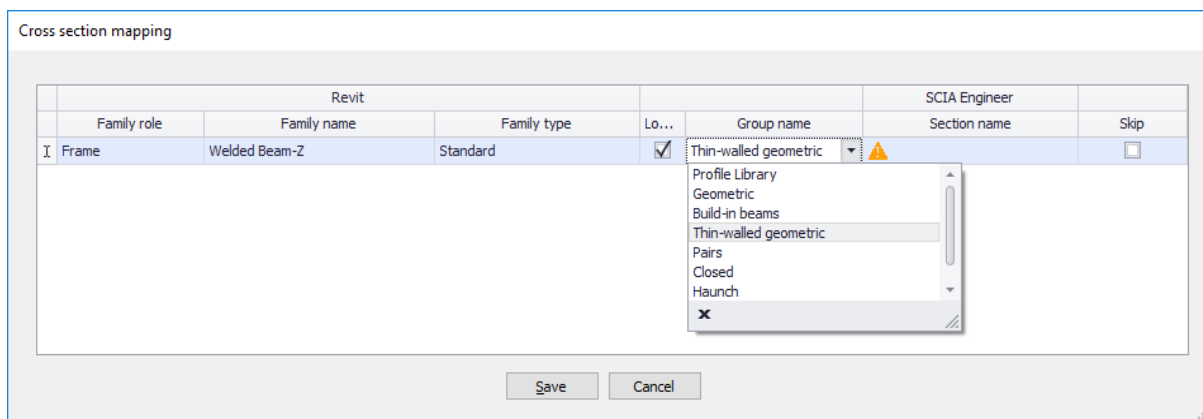 Cross section mapping
Revit SCIA Engineer
Family role Family name Family type Lo... Group name Section name Skip
Frame Welded Beam-Z Standard Thin-walled geometric
Profile Library
Geometric
Build-in beams
Thin-walled geometric
Pairs
Closed
Haunch
x
Save Cancel